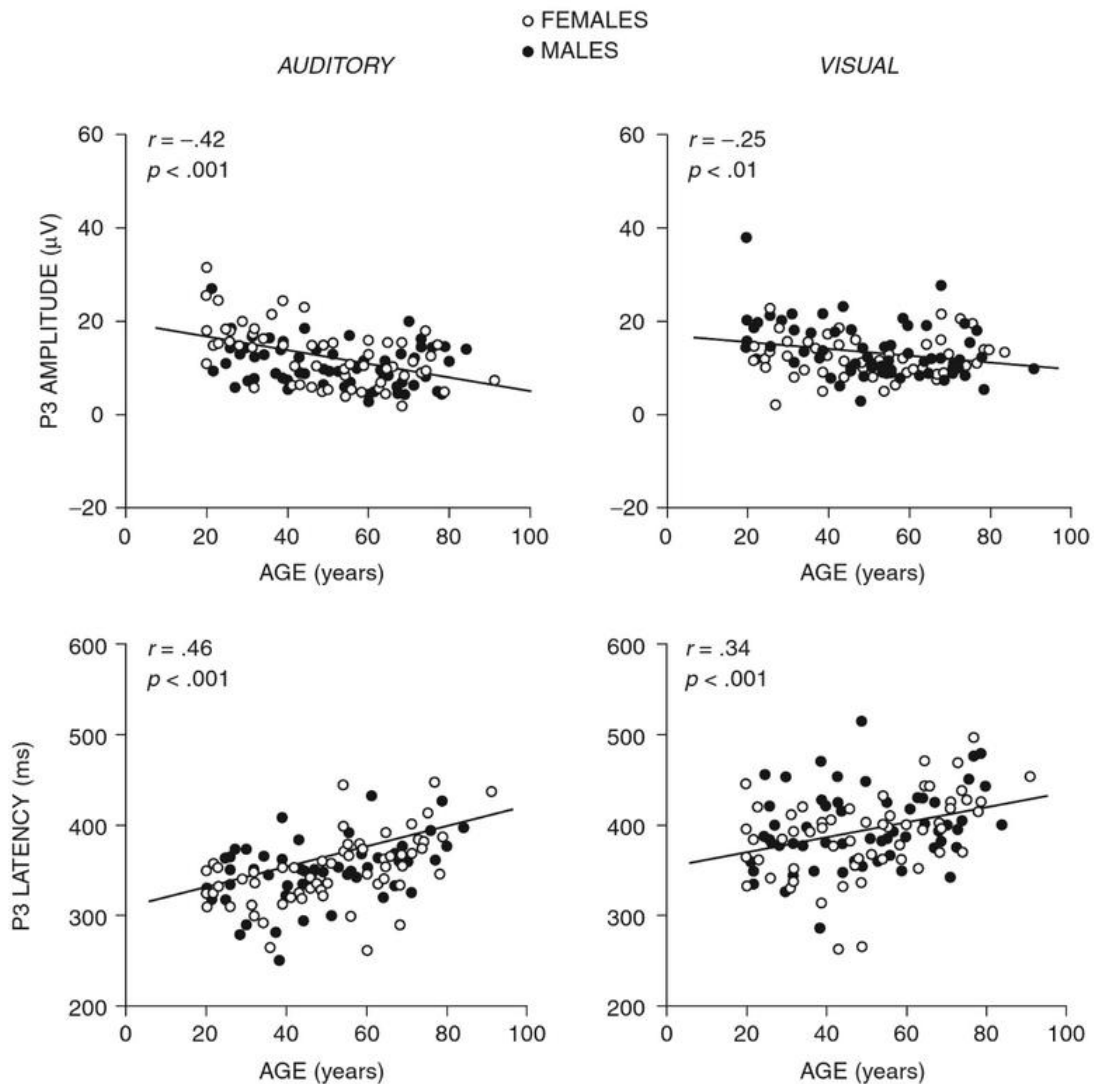 ○ FEMALES
● MALES
AUDITORY
VISUAL
60
40
20
0
–20
P3 AMPLITUDE (µV)
r = –.42
p < .001
0 20 40 60 80 100
AGE (years)
60
40
20
0
–20
r = –.25
p < .01
0 20 40 60 80 100
AGE (years)
600
500
400
300
200
P3 LATENCY (ms)
r = .46
p < .001
0 20 40 60 80 100
AGE (years)
600
500
400
300
200
r = .34
p < .001
0 20 40 60 80 100
AGE (years)